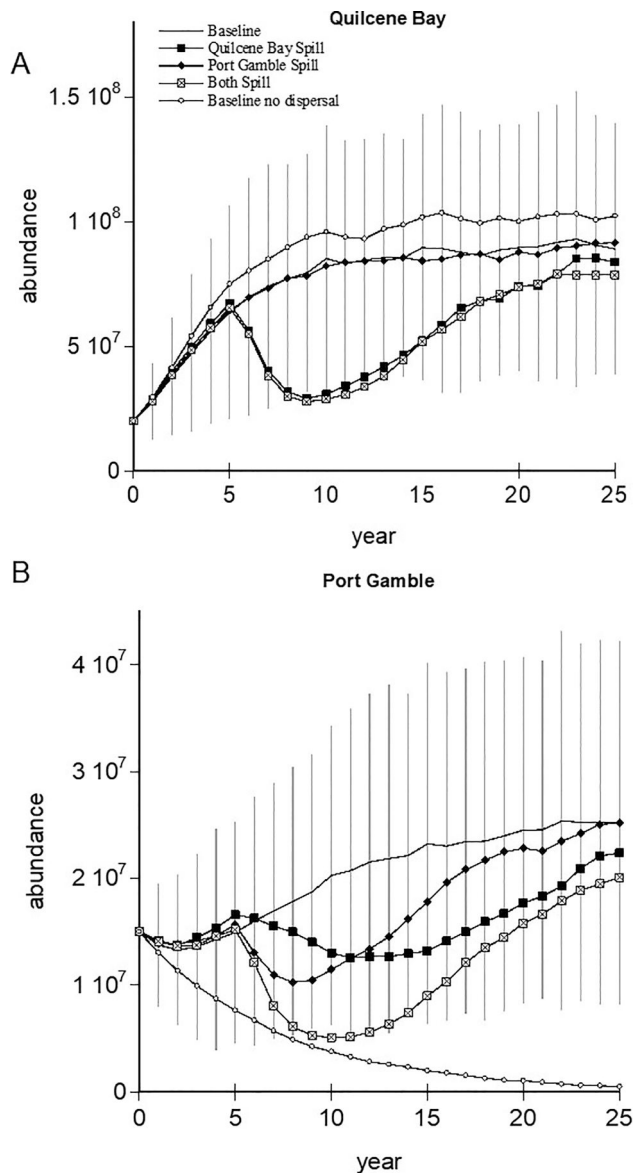 Quilcene Bay
A
Baseline
Quilcene Bay Spill
Port Gamble Spill
Both Spill
Baseline no dispersal
1.5 10⁸
1 10⁸
5 10⁷
0
abundance
0 5 10 15 20 25
year
B
Port Gamble
4 10⁷
3 10⁷
2 10⁷
1 10⁷
0
abundance
0 5 10 15 20 25
year